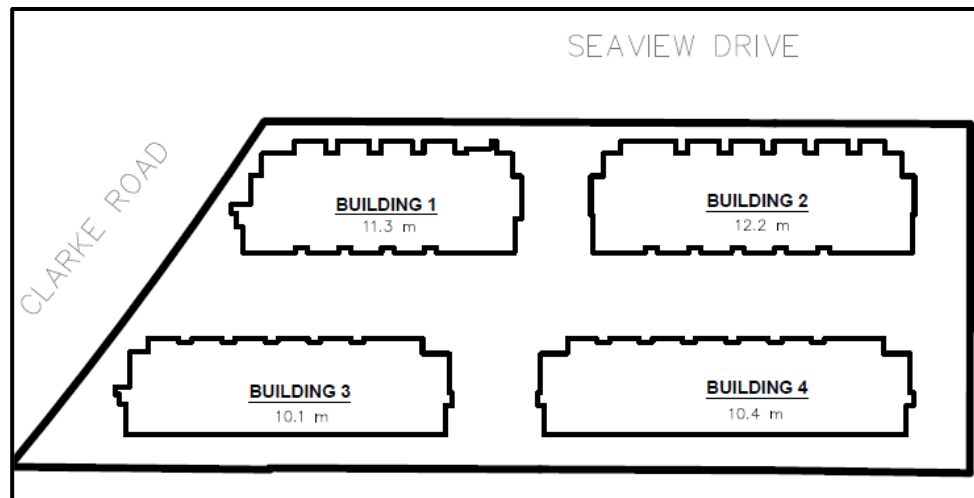 SEAVIEW DRIVE
CLARKE ROAD
BUILDING 1
11.3 m
BUILDING 2
12.2 m
BUILDING 3
10.1 m
BUILDING 4
10.4 m